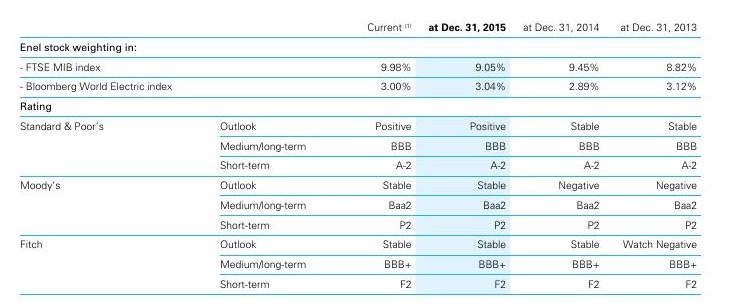 Current (1) at Dec. 31, 2015 at Dec. 31, 2014 at Dec. 31, 2013
Enel stock weighting in:
- FTSE MIB index 9.98% 9.05% 9.45% 8.82%
- Bloomberg World Electric index 3.00% 3.04% 2.89% 3.12%
Rating
Standard & Poor's Outlook Positive Positive Stable Stable
Medium/long-term BBB BBB BBB BBB
Short-term A-2 A-2 A-2 A-2
Moody's Outlook Stable Stable Negative Negative
Medium/long-term Baa2 Baa2 Baa2 Baa2
Short-term P2 P2 P2 P2
Fitch Outlook Stable Stable Stable Watch Negative
Medium/long-term BBB+ BBB+ BBB+ BBB+
Short-term F2 F2 F2 F2